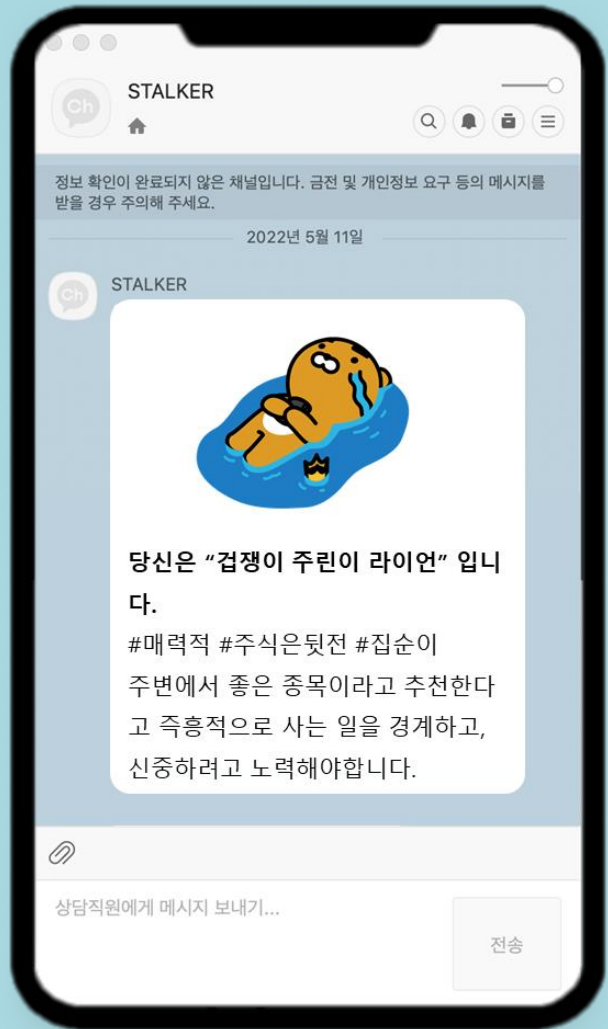 STALKER
정보 확인이 완료되지 않은 채널입니다. 금전 및 개인정보 요구 등의 메시지를
받을 경우 주의해 주세요.
2022년 5월 11일
STALKER
당신은 “겁쟁이 주린이 라이언” 입니
다.
#매력적 #주식은뒷전 #집순이
주변에서 좋은 종목이라고 추천한다
고 즉흥적으로 사는 일을 경계하고,
신중하려고 노력해야합니다.
상담직원에게 메시지 보내기...
전송
Ch
Ch